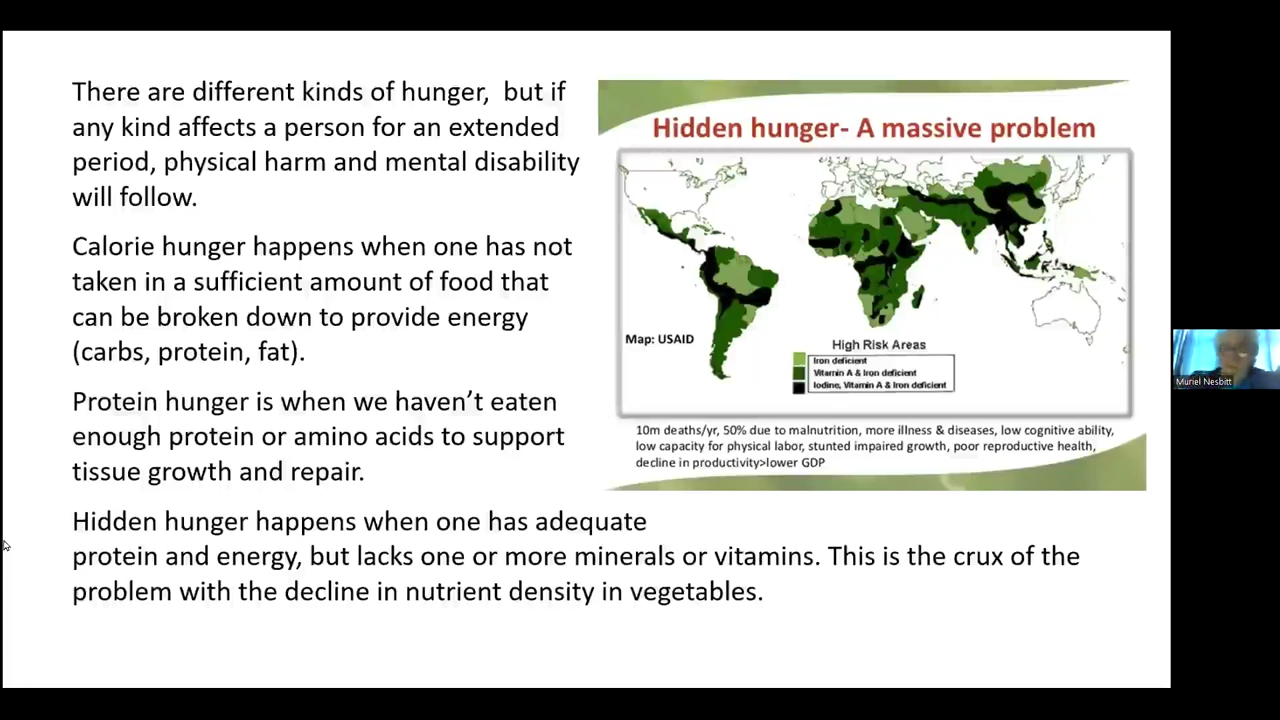 There are different kinds of hunger,  but if
any kind affects a person for an extended
period, physical harm and mental disability
will follow.
Calorie hunger happens when one has not
taken in a sufficient amount of food that
can be broken down to provide energy
(carbs, protein, fat).
Protein hunger is when we haven’t eaten
enough protein or amino acids to support
tissue growth and repair.
Hidden hunger happens when one has adequate
protein and energy, but lacks one or more minerals or vitamins. This is the crux of the
problem with the decline in nutrient density in vegetables.
Hidden hunger- A massive problem
Map: USAID
High Risk Areas
Iron deficient
Vitamin A & Iron deficient
Iodine, Vitamin A & Iron deficient
10m deaths/yr, 50% due to malnutrition, more illness & diseases, low cognitive ability,
low capacity for physical labor, stunted impaired growth, poor reproductive health,
decline in productivity>lower GDP
Muriel Nesbitt